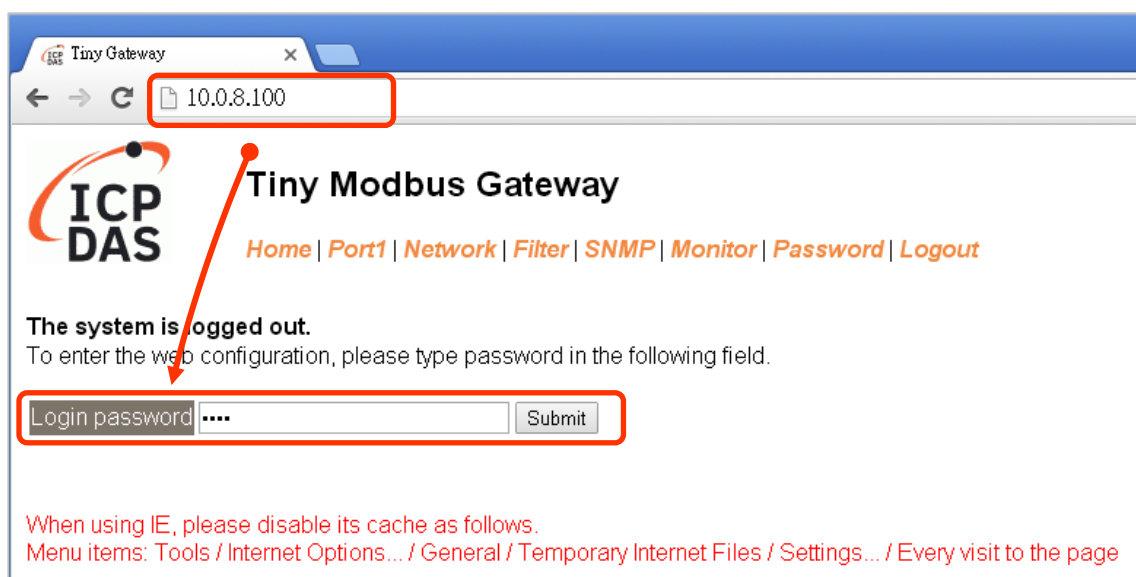 ICP DAS Tiny Gateway
10.0.8.100
ICP
DAS
Tiny Modbus Gateway
Home | Port1 | Network | Filter | SNMP | Monitor | Password | Logout
The system is logged out.
To enter the web configuration, please type password in the following field.
Login password •••• Submit
When using IE, please disable its cache as follows.
Menu items: Tools / Internet Options... / General / Temporary Internet Files / Settings... / Every visit to the page